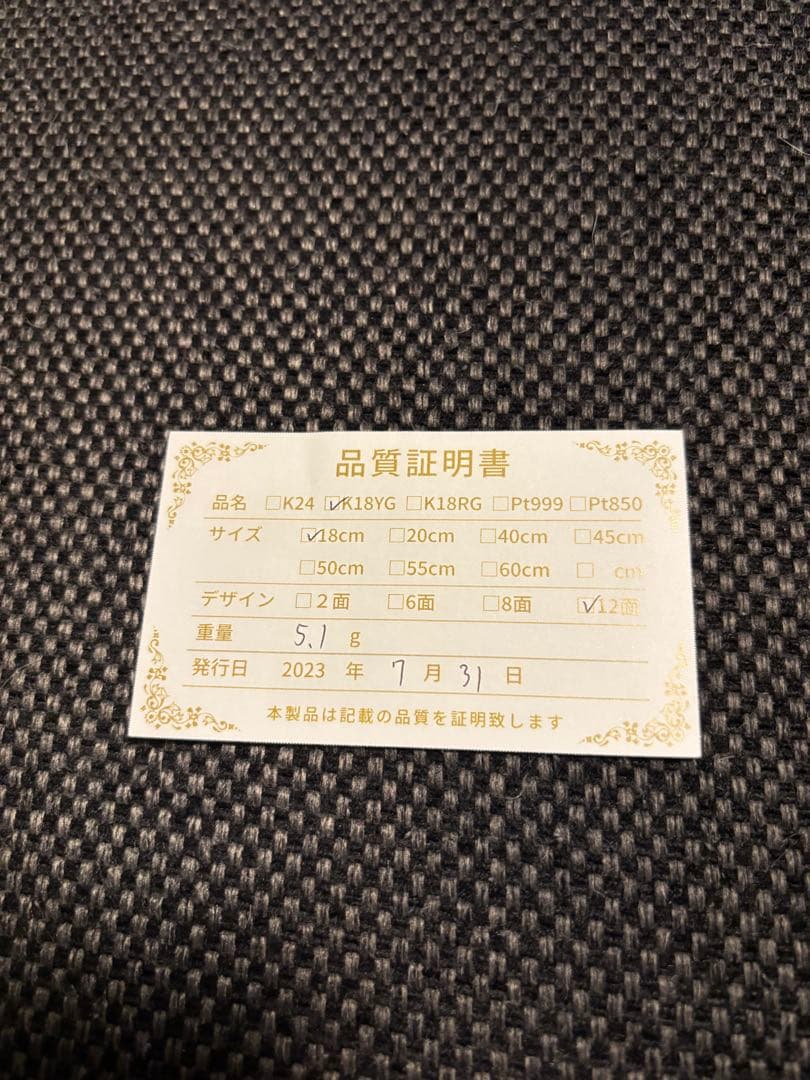 品質証明書
品名 □K24 ☑K18YG □K18RG □Pt999 □Pt850
サイズ ☑18cm □20cm □40cm □45cm
□50cm □55cm □60cm □ cm
デザイン □2面 □6面 □8面 ☑12面
重量 5.1 g
発行日 2023 年 7 月 31 日
本製品は記載の品質を証明致します